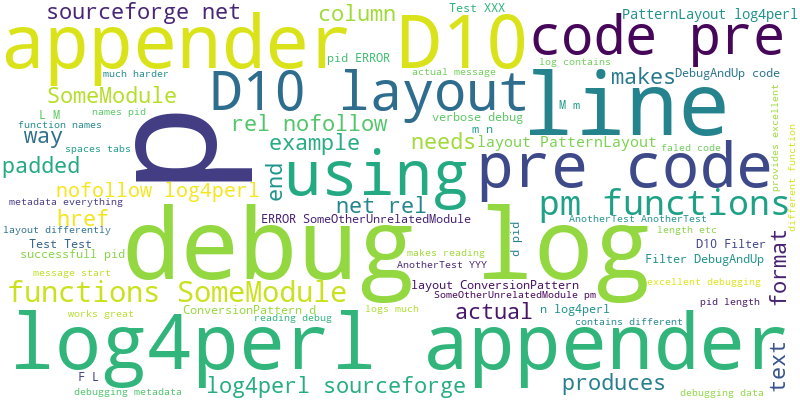 sourceforge net
column
Test XXX
PatternLayout log4perl
appender D10
code pre
pid ERROR
log contains
much harder
actual message
D10 layout
line
makes
DebugAndUp code
SomeModule
names pid
L M
verbose debug
M m
function names
rel nofollow
m n
way
example
needs
layout PatternLayout
spaces tabs
faled code
p
padded
end
using
pre code
provides excellent
different function
nofollow log4perl
net rel
pm functions
metadata everything
href
ERROR SomeOtherUnrelatedModule
AnotherTest AnotherTest
layout differently
debug log
length etc
Test Test
D10 Filter
successfull pid
makes reading
d pid
Filter DebugAndUp
AnotherTest YYY
message start
functions SomeModule
layout ConversionPattern
excellent debugging
SomeOtherUnrelatedModule pm
text format
pid length
works great
ConversionPattern d
logs much
actual
n log4perl
reading debug
contains different
log4perl appender
F L
log4perl sourceforge
produces
debugging metadata
debugging data